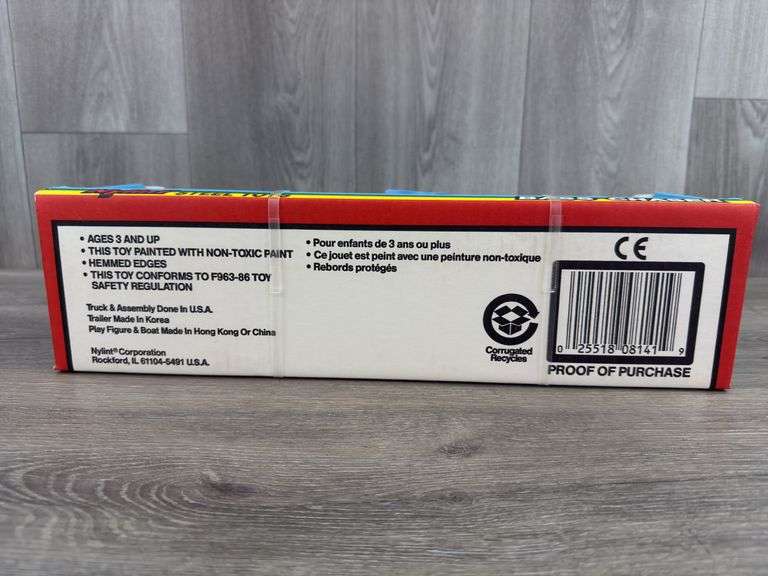 STEEL TOYS
• AGES 3 AND UP
• THIS TOY PAINTED WITH NON-TOXIC PAINT
• HEMMED EDGES
• THIS TOY CONFORMS TO F963-86 TOY
SAFETY REGULATION
Truck & Assembly Done In U.S.A.
Trailer Made In Korea
Play Figure & Boat Made In Hong Kong Or China
Nylint® Corporation
Rockford, IL 61104-5491 U.S.A.
• Pour enfants de 3 ans ou plus
• Ce jouet est peint avec une peinture non-toxique
• Rebords protégés
Corrugated
Recycles
CE
0 25518 08141 9
PROOF OF PURCHASE